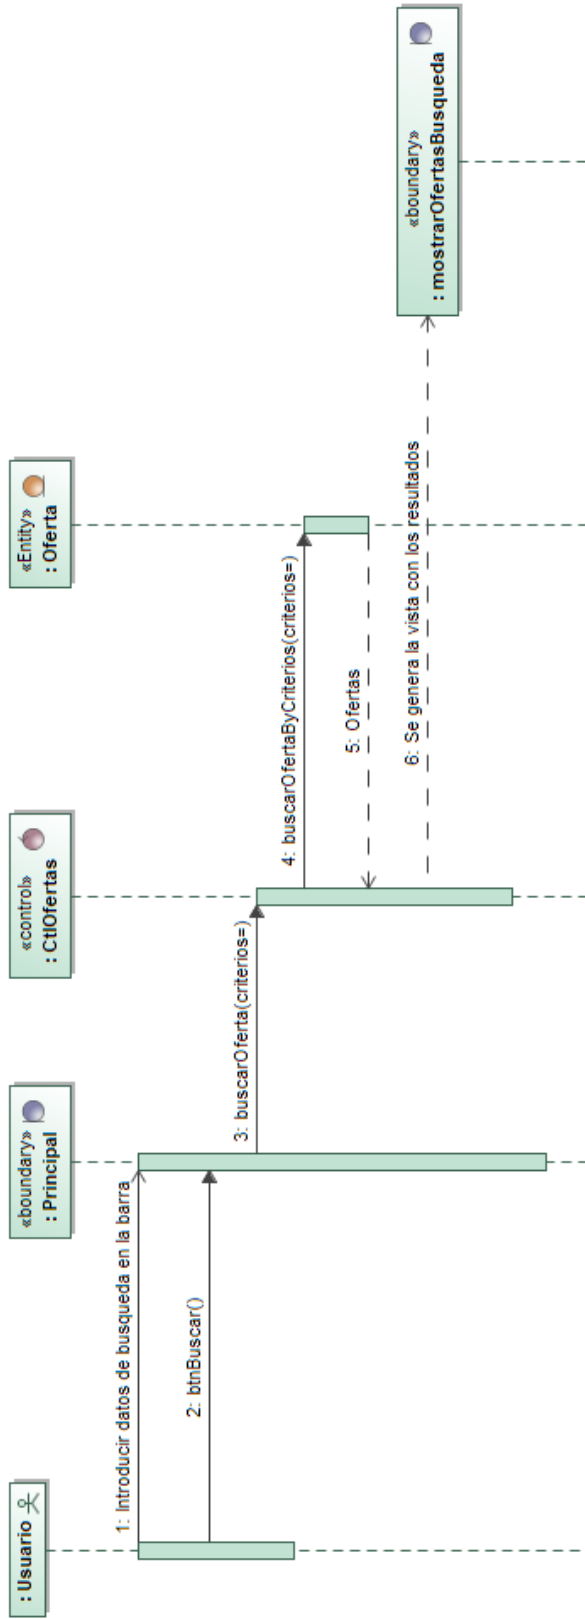 : Usuario
«boundary»
: Principal
«control»
: CtlOfertas
«Entity»
: Oferta
«boundary»
: mostrarOfertasBusqueda
1: Introducir datos de busqueda en la barra
2: btnBuscar()
3: buscarOferta(criterios=)
4: buscarOfertaByCriterios(criterios=)
5: Ofertas
6: Se genera la vista con los resultados